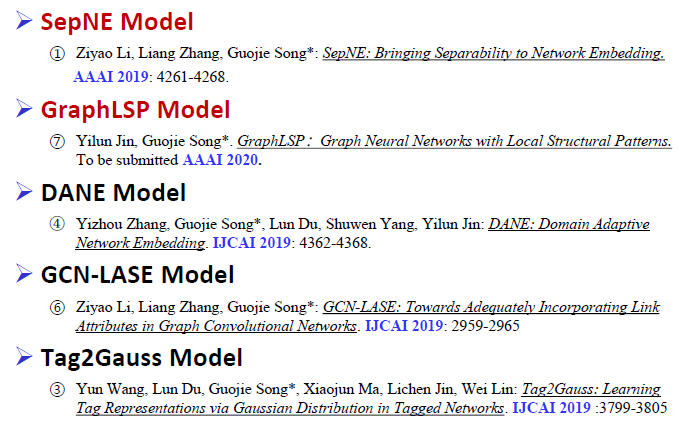 ➢ SepNE Model
① Ziyao Li, Liang Zhang, Guojie Song*: SepNE: Bringing Separability to Network Embedding.
AAAI 2019: 4261-4268.
➢ GraphLSP Model
⑦ Yilun Jin, Guojie Song*. GraphLSP：Graph Neural Networks with Local Structural Patterns.
To be submitted AAAI 2020.
➢ DANE Model
④ Yizhou Zhang, Guojie Song*, Lun Du, Shuwen Yang, Yilun Jin: DANE: Domain Adaptive
Network Embedding. IJCAI 2019: 4362-4368.
➢ GCN-LASE Model
⑥ Ziyao Li, Liang Zhang, Guojie Song*: GCN-LASE: Towards Adequately Incorporating Link
Attributes in Graph Convolutional Networks. IJCAI 2019: 2959-2965
➢ Tag2Gauss Model
③ Yun Wang, Lun Du, Guojie Song*, Xiaojun Ma, Lichen Jin, Wei Lin: Tag2Gauss: Learning
Tag Representations via Gaussian Distribution in Tagged Networks. IJCAI 2019 :3799-3805